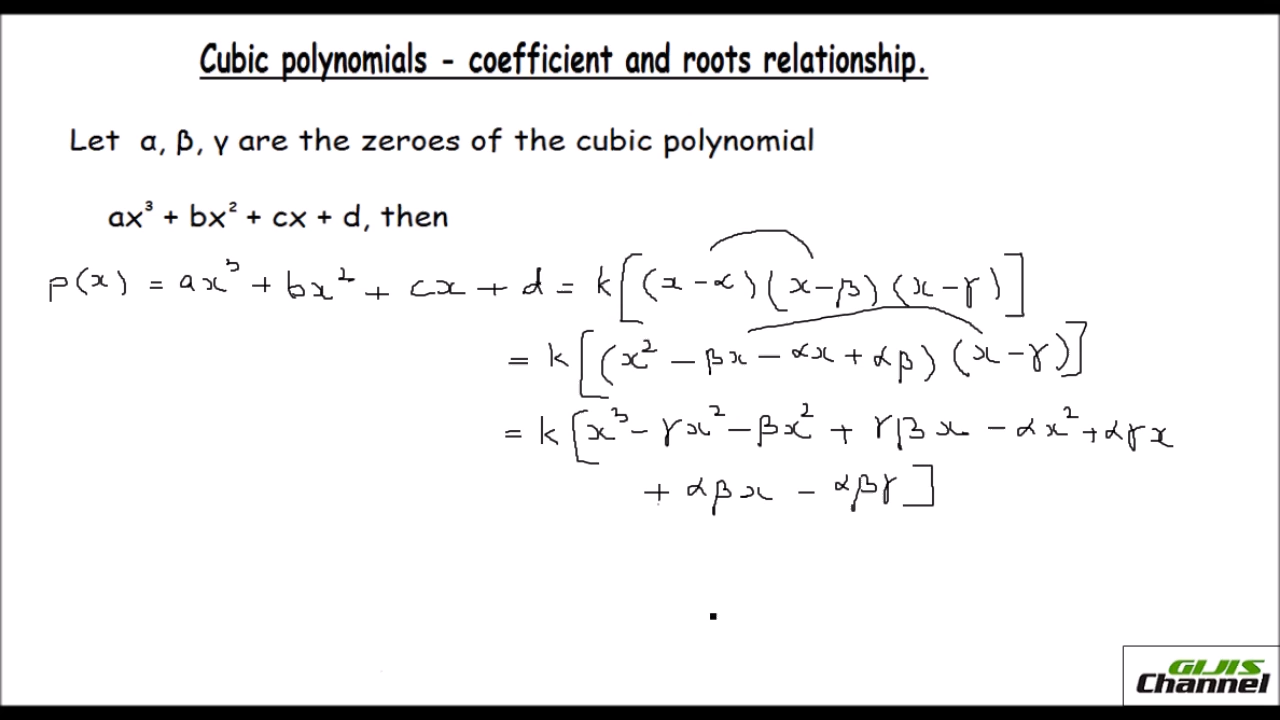 Cubic polynomials - coefficient and roots relationship.
Let α, β, γ are the zeroes of the cubic polynomial
ax³ + bx² + cx + d, then
p(x) = ax³ + bx² + cx + d = k[(x-α)(x-β)(x-γ)]
= k[(x² - βx - αx + αβ)(x-γ)]
= k[x³ - γx² - βx² + γβx - αx² + αγx
+ αβx - αβγ]
GIJIS
Channel